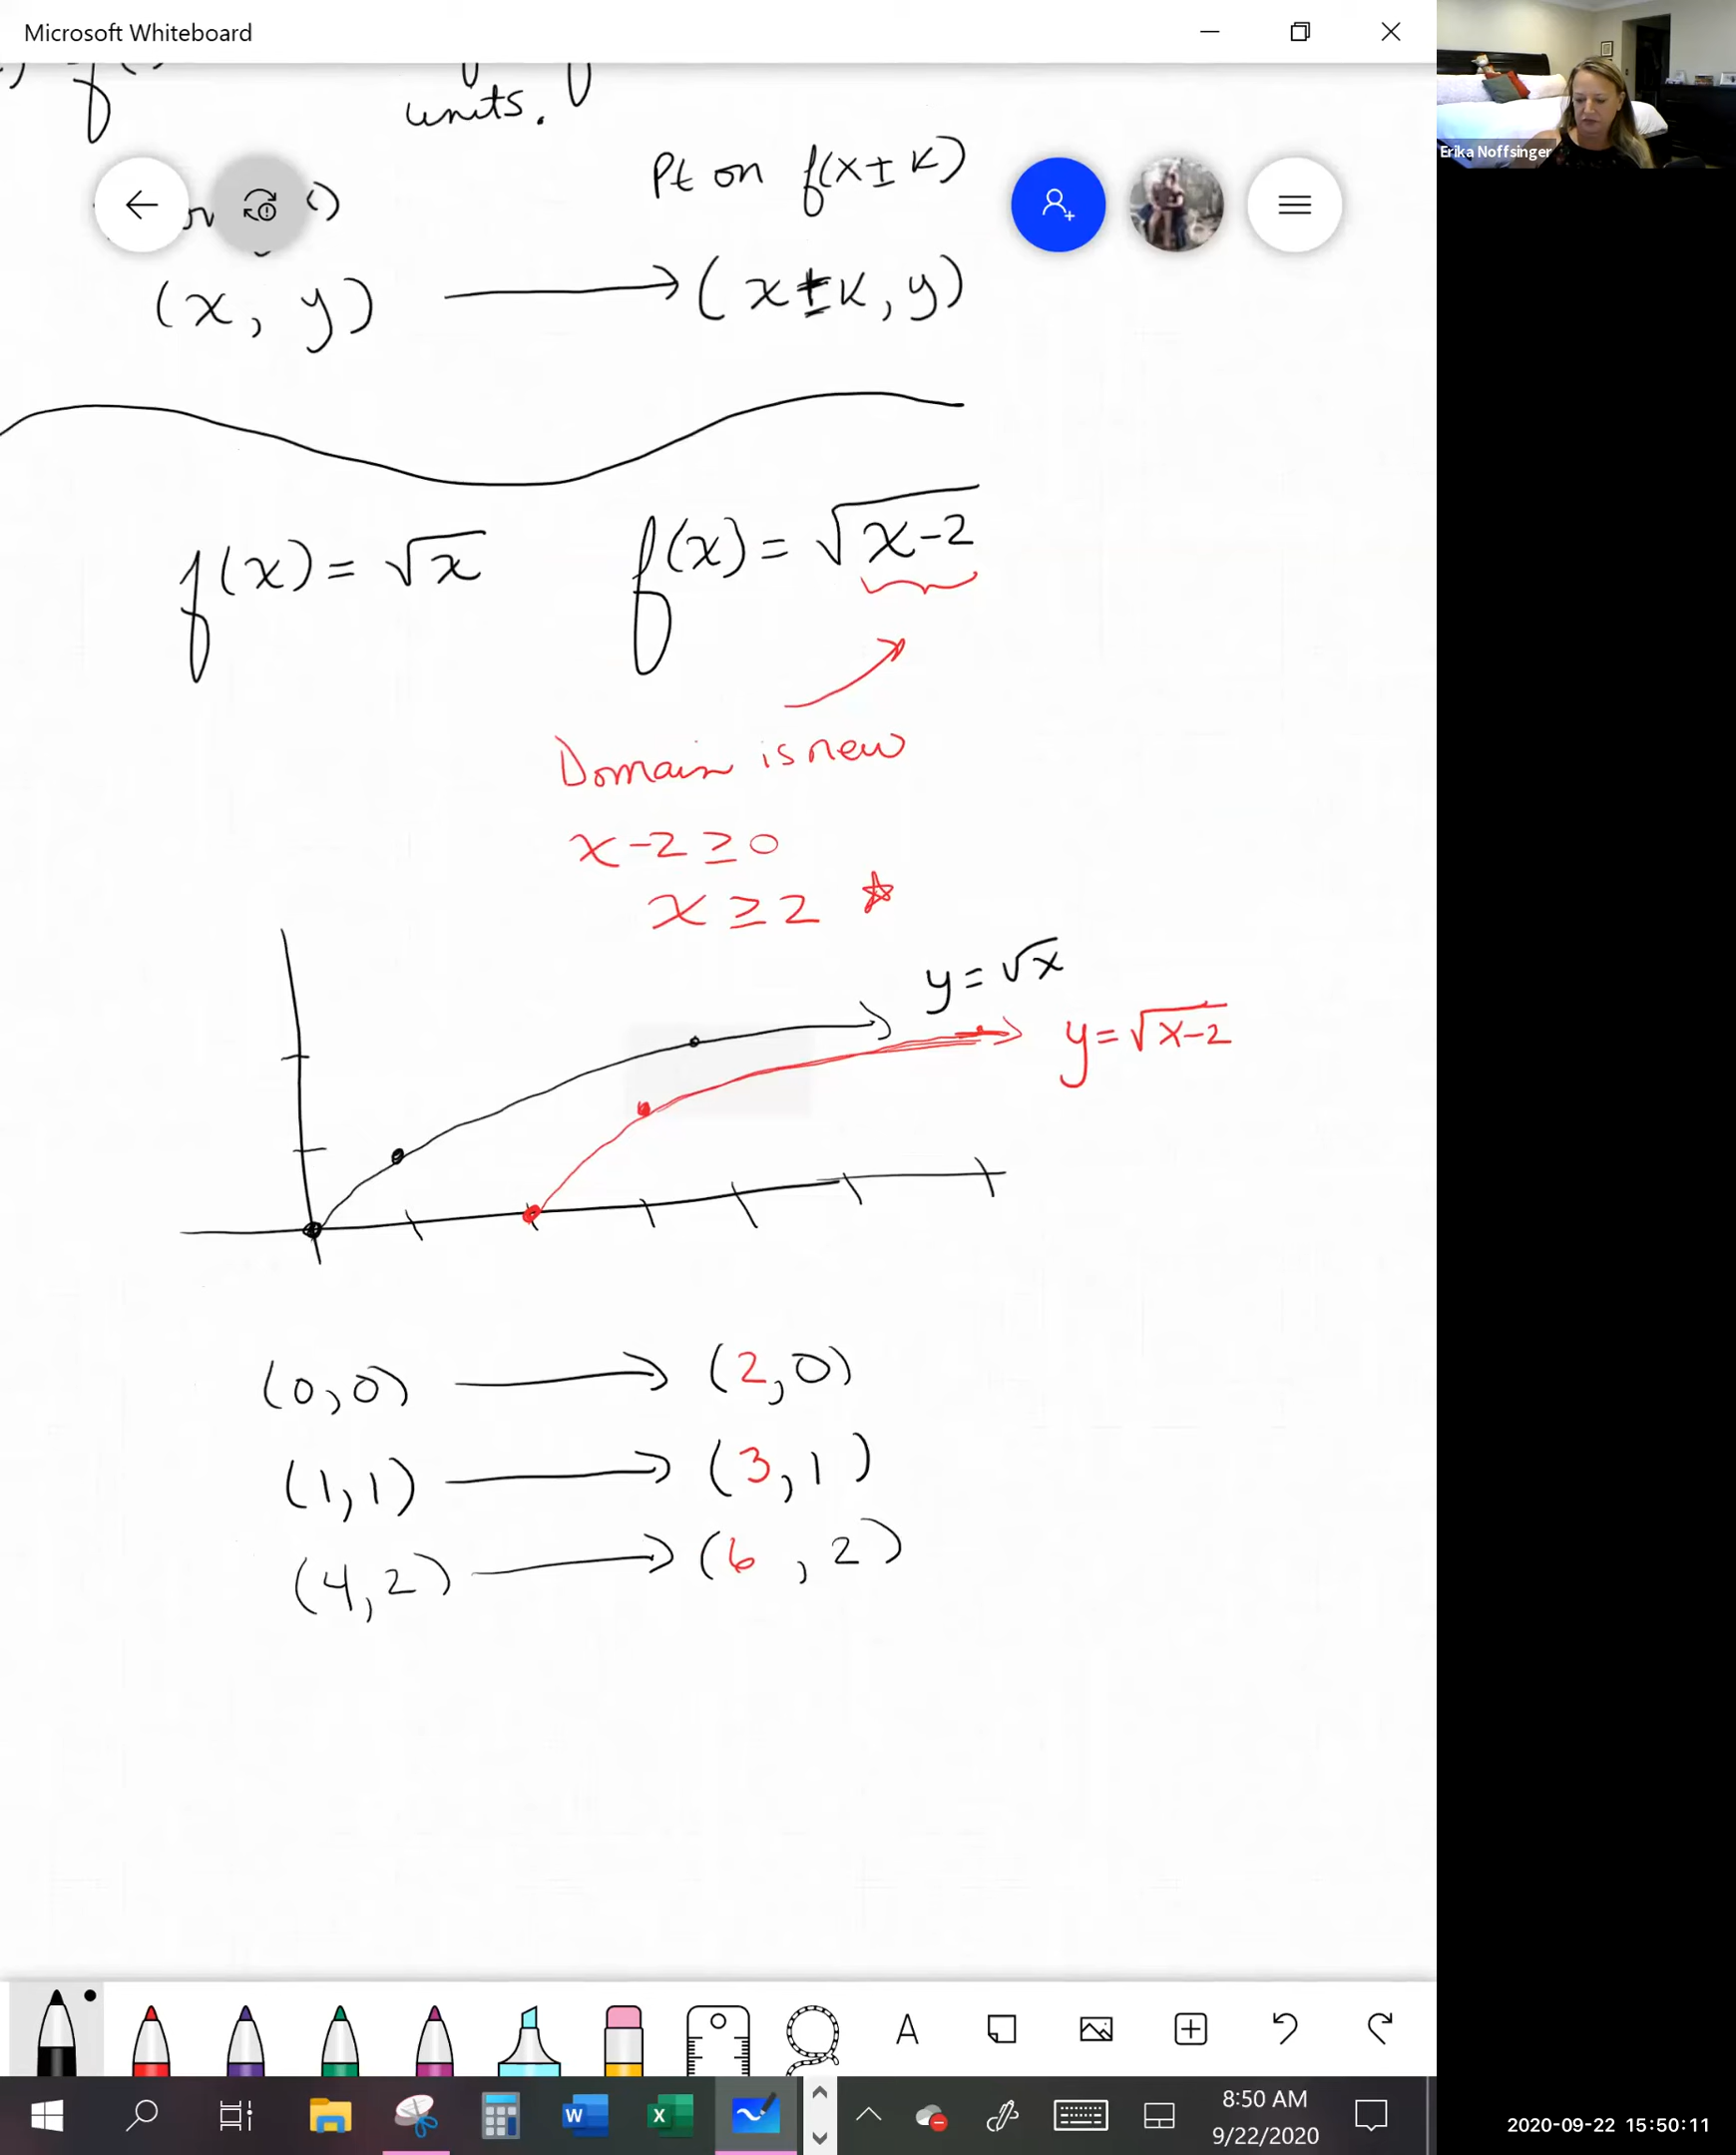 Microsoft Whiteboard
Erika Noffsinger
units.
Pt on f(x ± K)
(x, y) → (x ± K, y)
f(x) = √x f(x) = √x-2
Domain is new
x - 2 ≥ 0
x ≥ 2 ☆
y = √x
y = √x-2
(0,0) → (2,0)
(1,1) → (3,1)
(4,2) → (6,2)
A
W X
8:50 AM
9/22/2020
2020-09-22 15:50:11